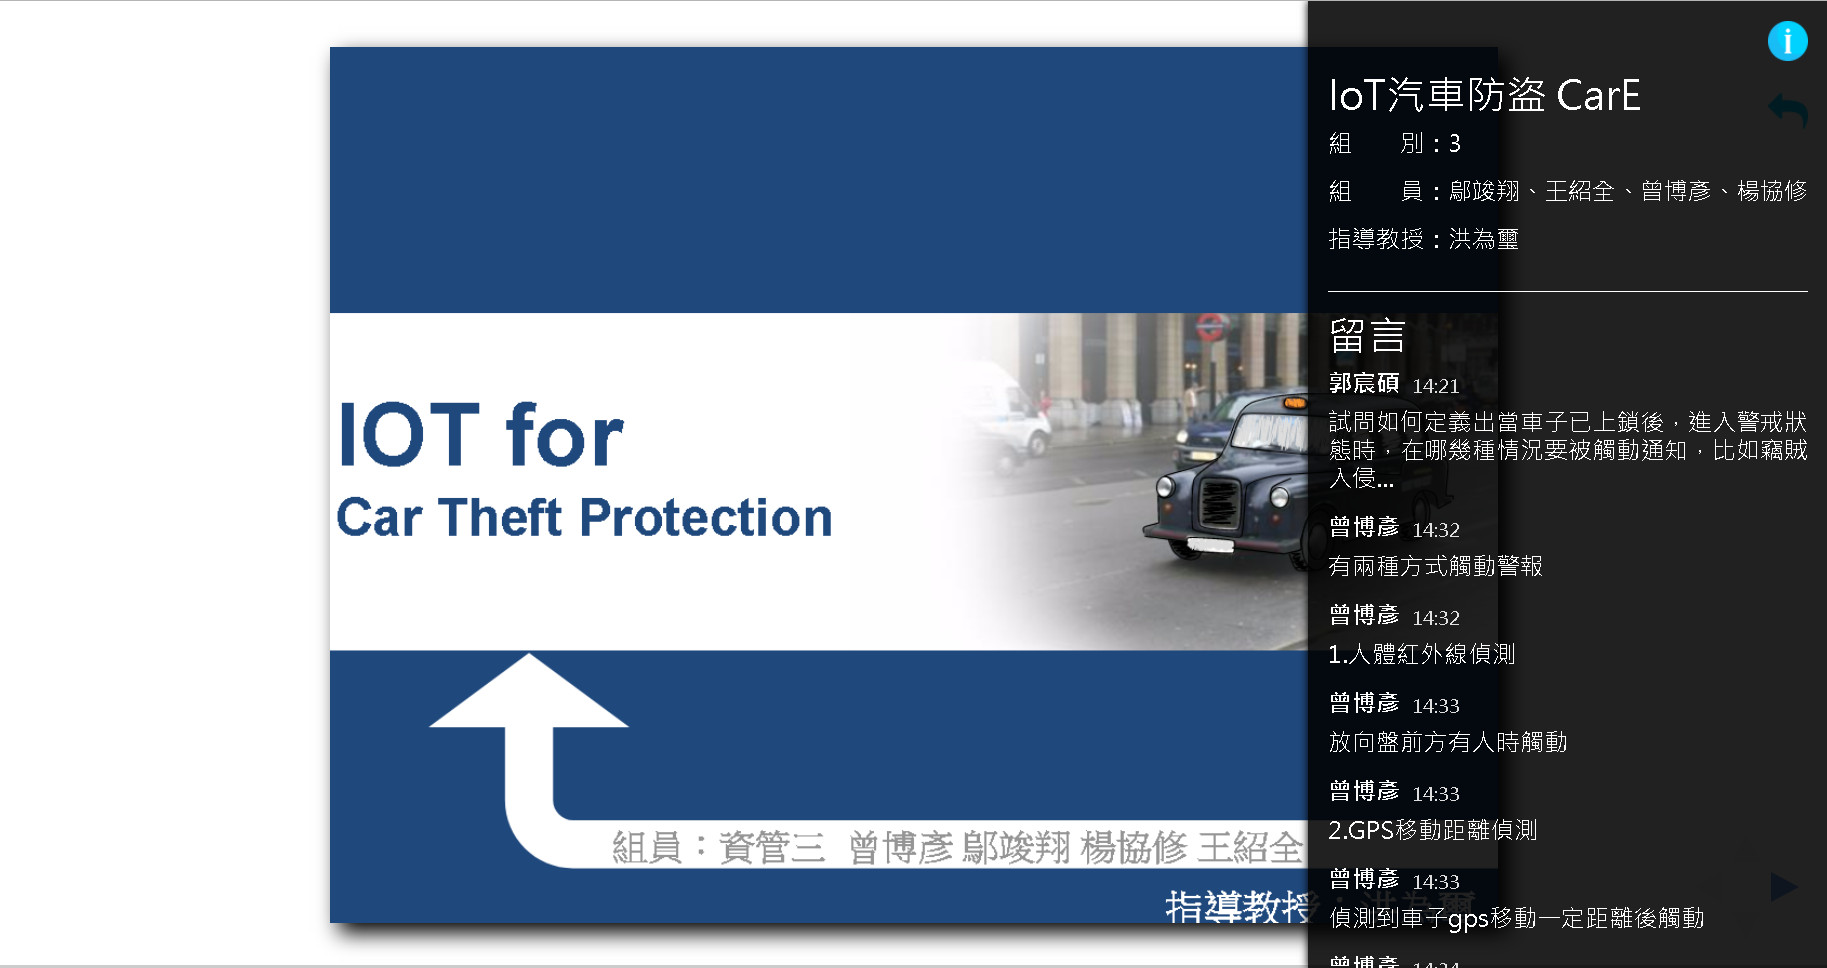 IOT for
Car Theft Protection
組員：資管三 曾博彥 鄔竣翔 楊協修 王紹全
指導教授：洪為璽
IoT汽車防盜 CarE
組　　別：3
組　　員：鄔竣翔、王紹全、曾博彥、楊協修
指導教授：洪為璽
留言
郭宸碩 14:21
試問如何定義出當車子已上鎖後，進入警戒狀
態時，在哪幾種情況要被觸動通知，比如竊賊
入侵...
曾博彥 14:32
有兩種方式觸動警報
曾博彥 14:32
1.人體紅外線偵測
曾博彥 14:33
放向盤前方有人時觸動
曾博彥 14:33
2.GPS移動距離偵測
曾博彥 14:33
偵測到車子gps移動一定距離後觸動
曾博彥 14:34